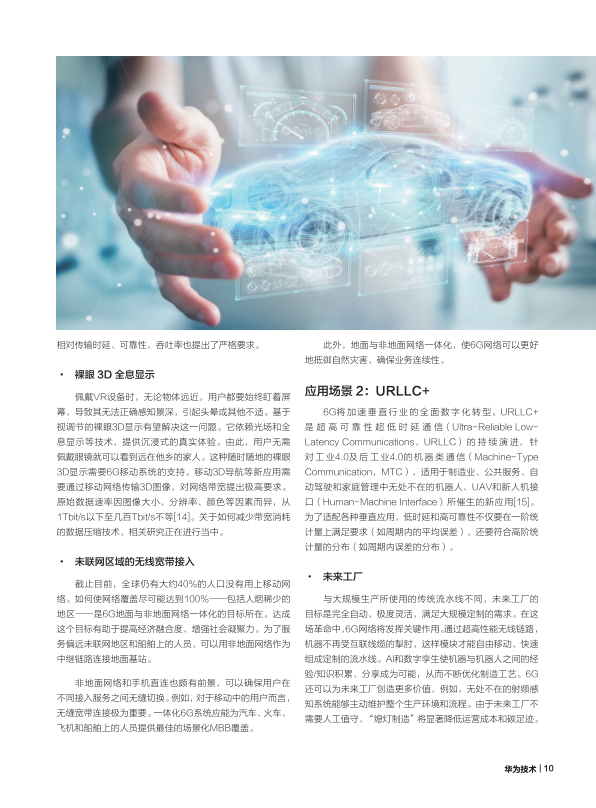 相对传输时延、可靠性、吞吐率也提出了严格要求。
• 裸眼 3D 全息显示
佩戴VR设备时，无论物体远近，用户都要始终盯着屏
幕，导致其无法正确感知景深，引起头晕或其他不适。基于
视调节的裸眼3D显示有望解决这一问题。它依赖光场和全
息显示等技术，提供沉浸式的真实体验。由此，用户无需
佩戴眼镜就可以看到远在他乡的家人。这种随时随地的裸眼
3D显示需要6G移动系统的支持。移动3D导航等新应用需
要通过移动网络传输3D图像，对网络带宽提出极高要求。
原始数据速率因图像大小、分辨率、颜色等因素而异，从
1Tbit/s以下至几百Tbit/s不等[14]。关于如何减少带宽消耗
的数据压缩技术，相关研究正在进行当中。
• 未联网区域的无线宽带接入
截止目前，全球仍有大约40%的人口没有用上移动网
络。如何使网络覆盖尽可能达到100%——包括人烟稀少的
地区——是6G地面与非地面网络一体化的目标所在。达成
这个目标有助于提高经济融合度、增强社会凝聚力。为了服
务偏远未联网地区和船舶上的人员，可以用非地面网络作为
中继链路连接地面基站。
非地面网络和手机直连也颇有前景，可以确保用户在
不同接入服务之间无缝切换。例如，对于移动中的用户而言，
无缝宽带连接极为重要。一体化6G系统应能为汽车、火车、
飞机和船舶上的人员提供最佳的场景化MBB覆盖。
此外，地面与非地面网络一体化，使6G网络可以更好
地抵御自然灾害，确保业务连续性。
应用场景 2：URLLC+
6G将加速垂直行业的全面数字化转型。URLLC+
是超高可靠性超低时延通信（Ultra-Reliable Low-
Latency Communications，URLLC）的持续演进，针
对工业4.0及后工业4.0的机器类通信（Machine-Type
Communication，MTC），适用于制造业、公共服务、自
动驾驶和家庭管理中无处不在的机器人、UAV和新人机接
口（Human-Machine Interface）所催生的新应用[15]。
为了适配各种垂直应用，低时延和高可靠性不仅要在一阶统
计量上满足要求（如周期内的平均误差），还要符合高阶统
计量的分布（如周期内误差的分布）。
• 未来工厂
与大规模生产所使用的传统流水线不同，未来工厂的
目标是完全自动、极度灵活，满足大规模定制的需求。在这
场革命中，6G网络将发挥关键作用。通过超高性能无线链路，
机器不再受互联线缆的掣肘，这样模块才能自由移动、快速
组成定制的流水线。AI和数字孪生使机器与机器人之间的经
验/知识积累、分享成为可能，从而不断优化制造工艺。6G
还可以为未来工厂创造更多价值，例如，无处不在的射频感
知系统能够主动维护整个生产环境和流程。由于未来工厂不
需要人工值守，“熄灯制造”将显著降低运营成本和碳足迹。
华为技术 | 10